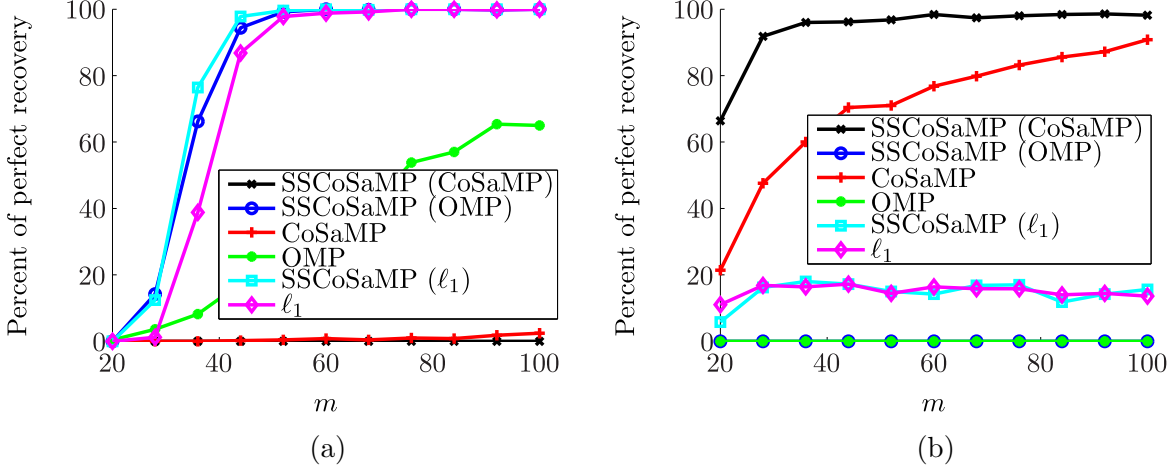 Percent of perfect recovery
100
80
60
40
20
0
SSCoSaMP (CoSaMP)
SSCoSaMP (OMP)
CoSaMP
OMP
SSCoSaMP (ℓ₁)
ℓ₁
20 40 60 80 100
m
(a)
Percent of perfect recovery
100
80
60
40
20
0
SSCoSaMP (CoSaMP)
SSCoSaMP (OMP)
CoSaMP
OMP
SSCoSaMP (ℓ₁)
ℓ₁
20 40 60 80 100
m
(b)